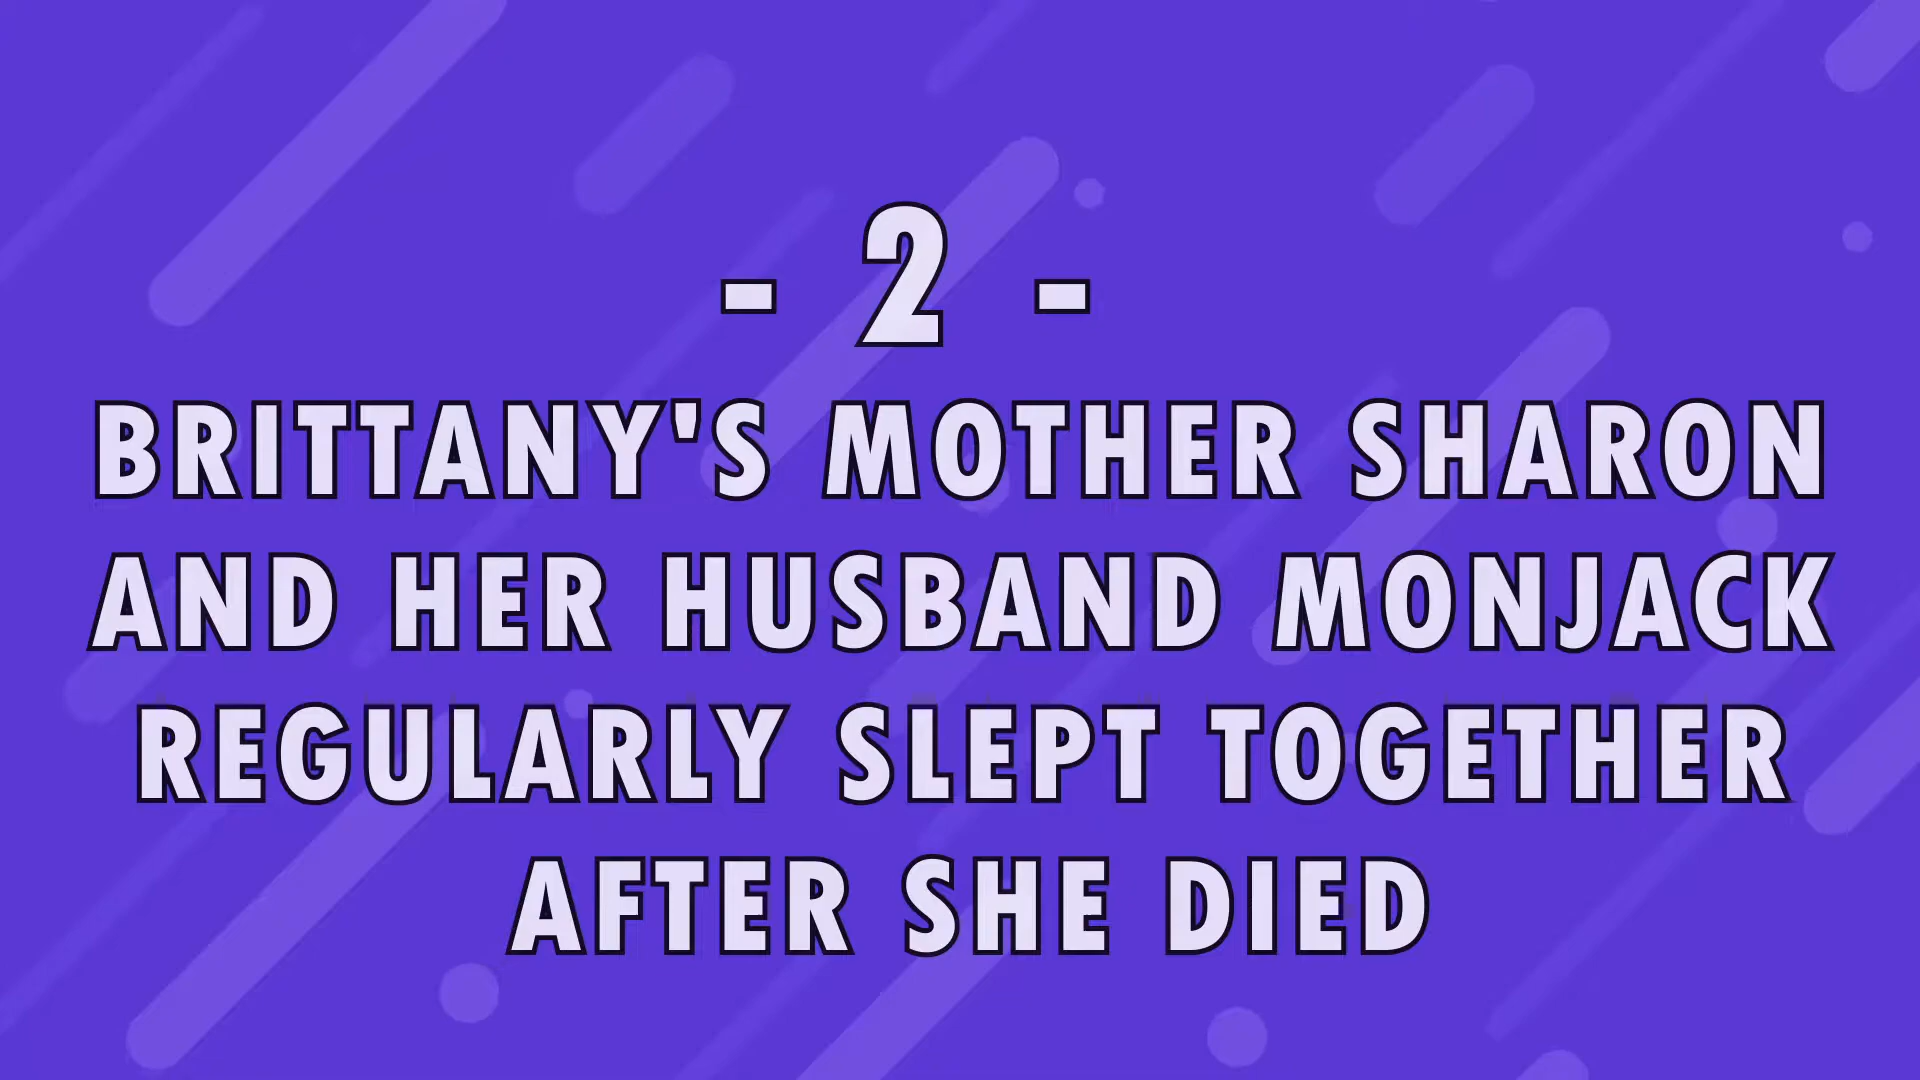 - 2 -
BRITTANY'S MOTHER SHARON
AND HER HUSBAND MONJACK
REGULARLY SLEPT TOGETHER
AFTER SHE DIED